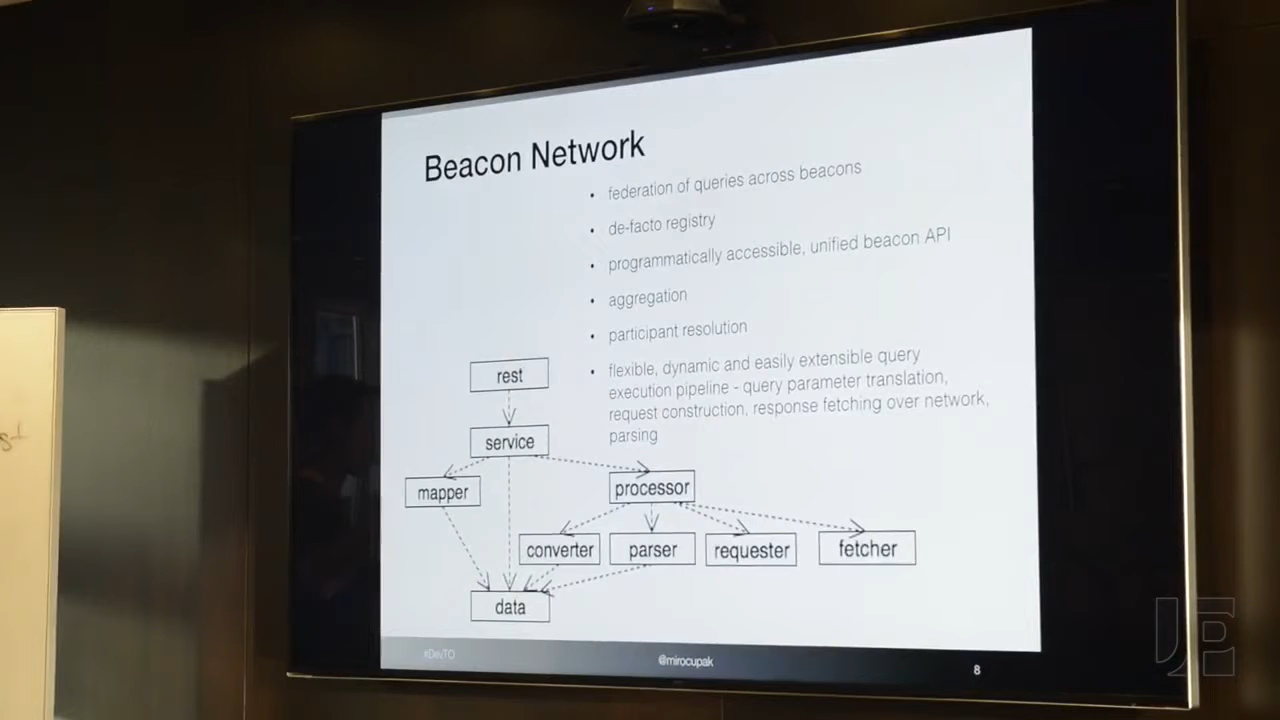 Beacon Network
• federation of queries across beacons
• de-facto registry
• programmatically accessible, unified beacon API
• aggregation
• participant resolution
• flexible, dynamic and easily extensible query
execution pipeline - query parameter translation,
request construction, response fetching over network,
parsing
rest
service
mapper
processor
converter
parser
requester
fetcher
data
#DevTO
@mirocupak
8